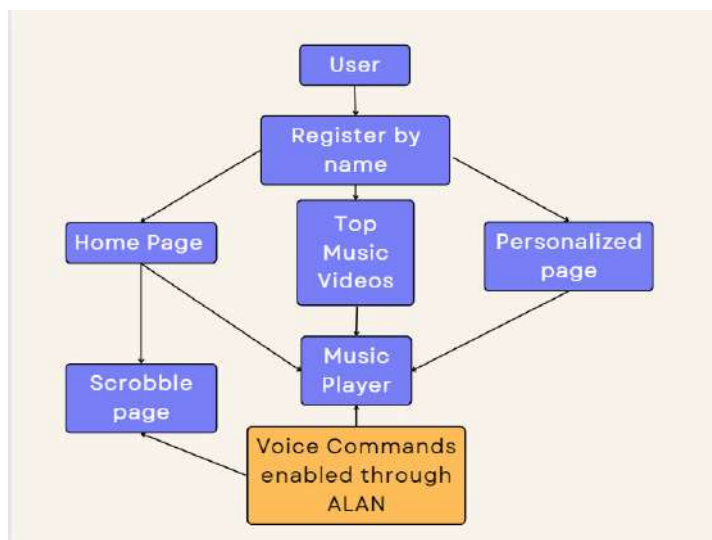 User
Register by
name
Home Page
Top
Music
Videos
Personalized
page
Scrobble
page
Music
Player
Voice Commands
enabled through
ALAN